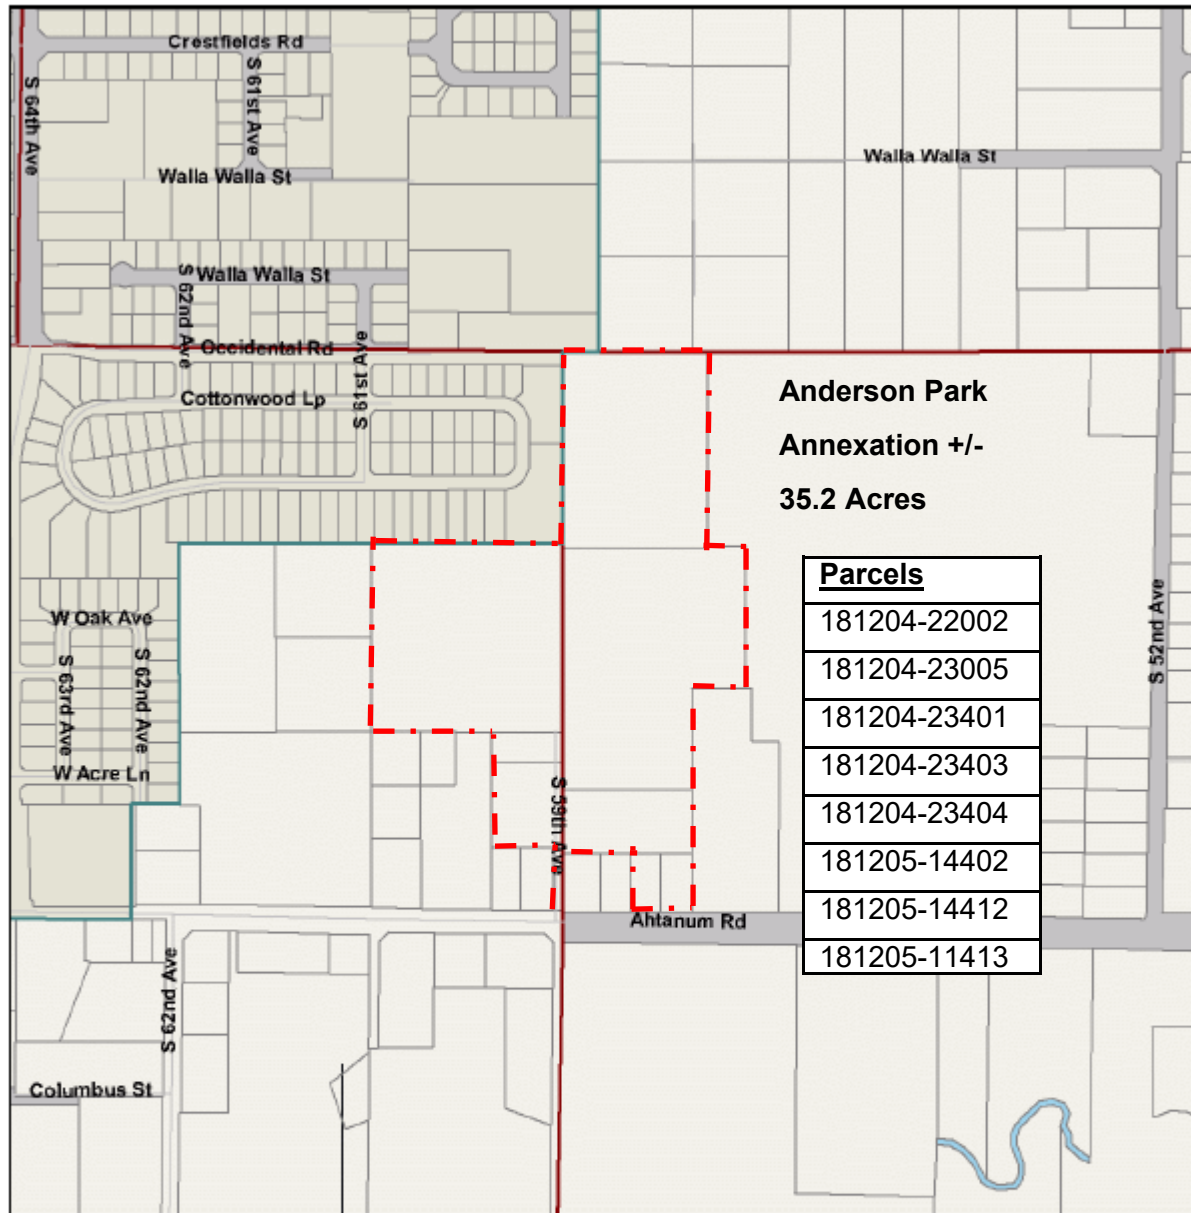 Crestfields Rd
S 64th Ave
S 61st Ave
Walla Walla St
Walla Walla St
Walla Walla St
S 62nd Ave
Occidental Rd
S 61st Ave
Cottonwood Lp
Anderson Park
Annexation +/-
35.2 Acres
Parcels
181204-22002
181204-23005
181204-23401
181204-23403
181204-23404
181205-14402
181205-14412
181205-11413
S 52nd Ave
W Oak Ave
S 63rd Ave
S 62nd Ave
W Acre Ln
S 59th Ave
Ahtanum Rd
S 62nd Ave
Columbus St